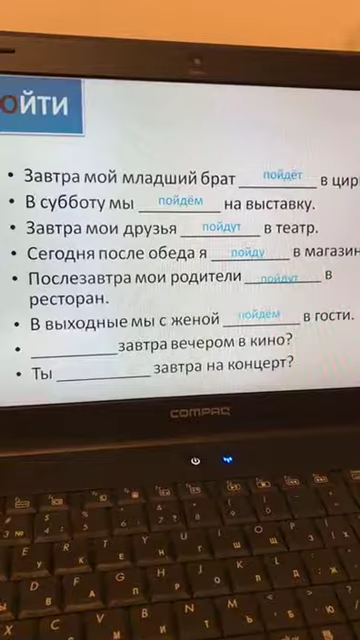 ойти
• Завтра мой младший брат пойдёт в цир
• В субботу мы пойдём на выставку.
• Завтра мои друзья пойдут в театр.
• Сегодня после обеда я пойду в магазин
• Послезавтра мои родители пойдут в
ресторан.
• В выходные мы с женой пойдём в гости.
• __________ завтра вечером в кино?
• Ты __________ завтра на концерт?
COMPAQ